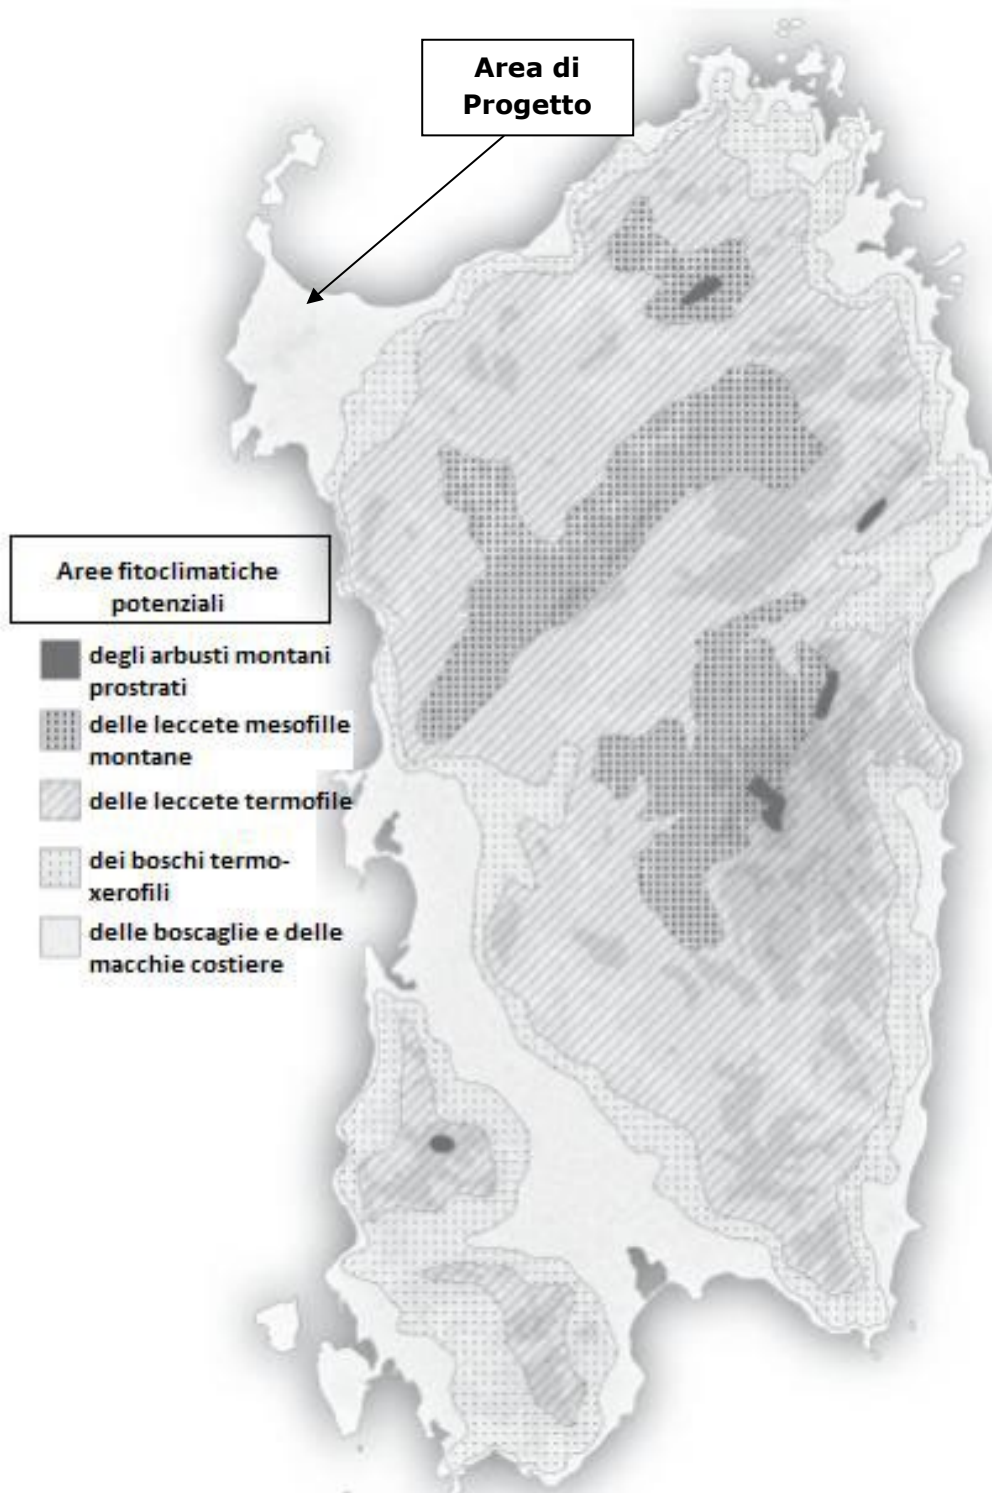 Area di
Progetto
Aree fitoclimatiche
potenziali
degli arbusti montani
prostrati
delle leccete mesofille
montane
delle leccete termofile
dei boschi termo-
xerofili
delle boscaglie e delle
macchie costiere